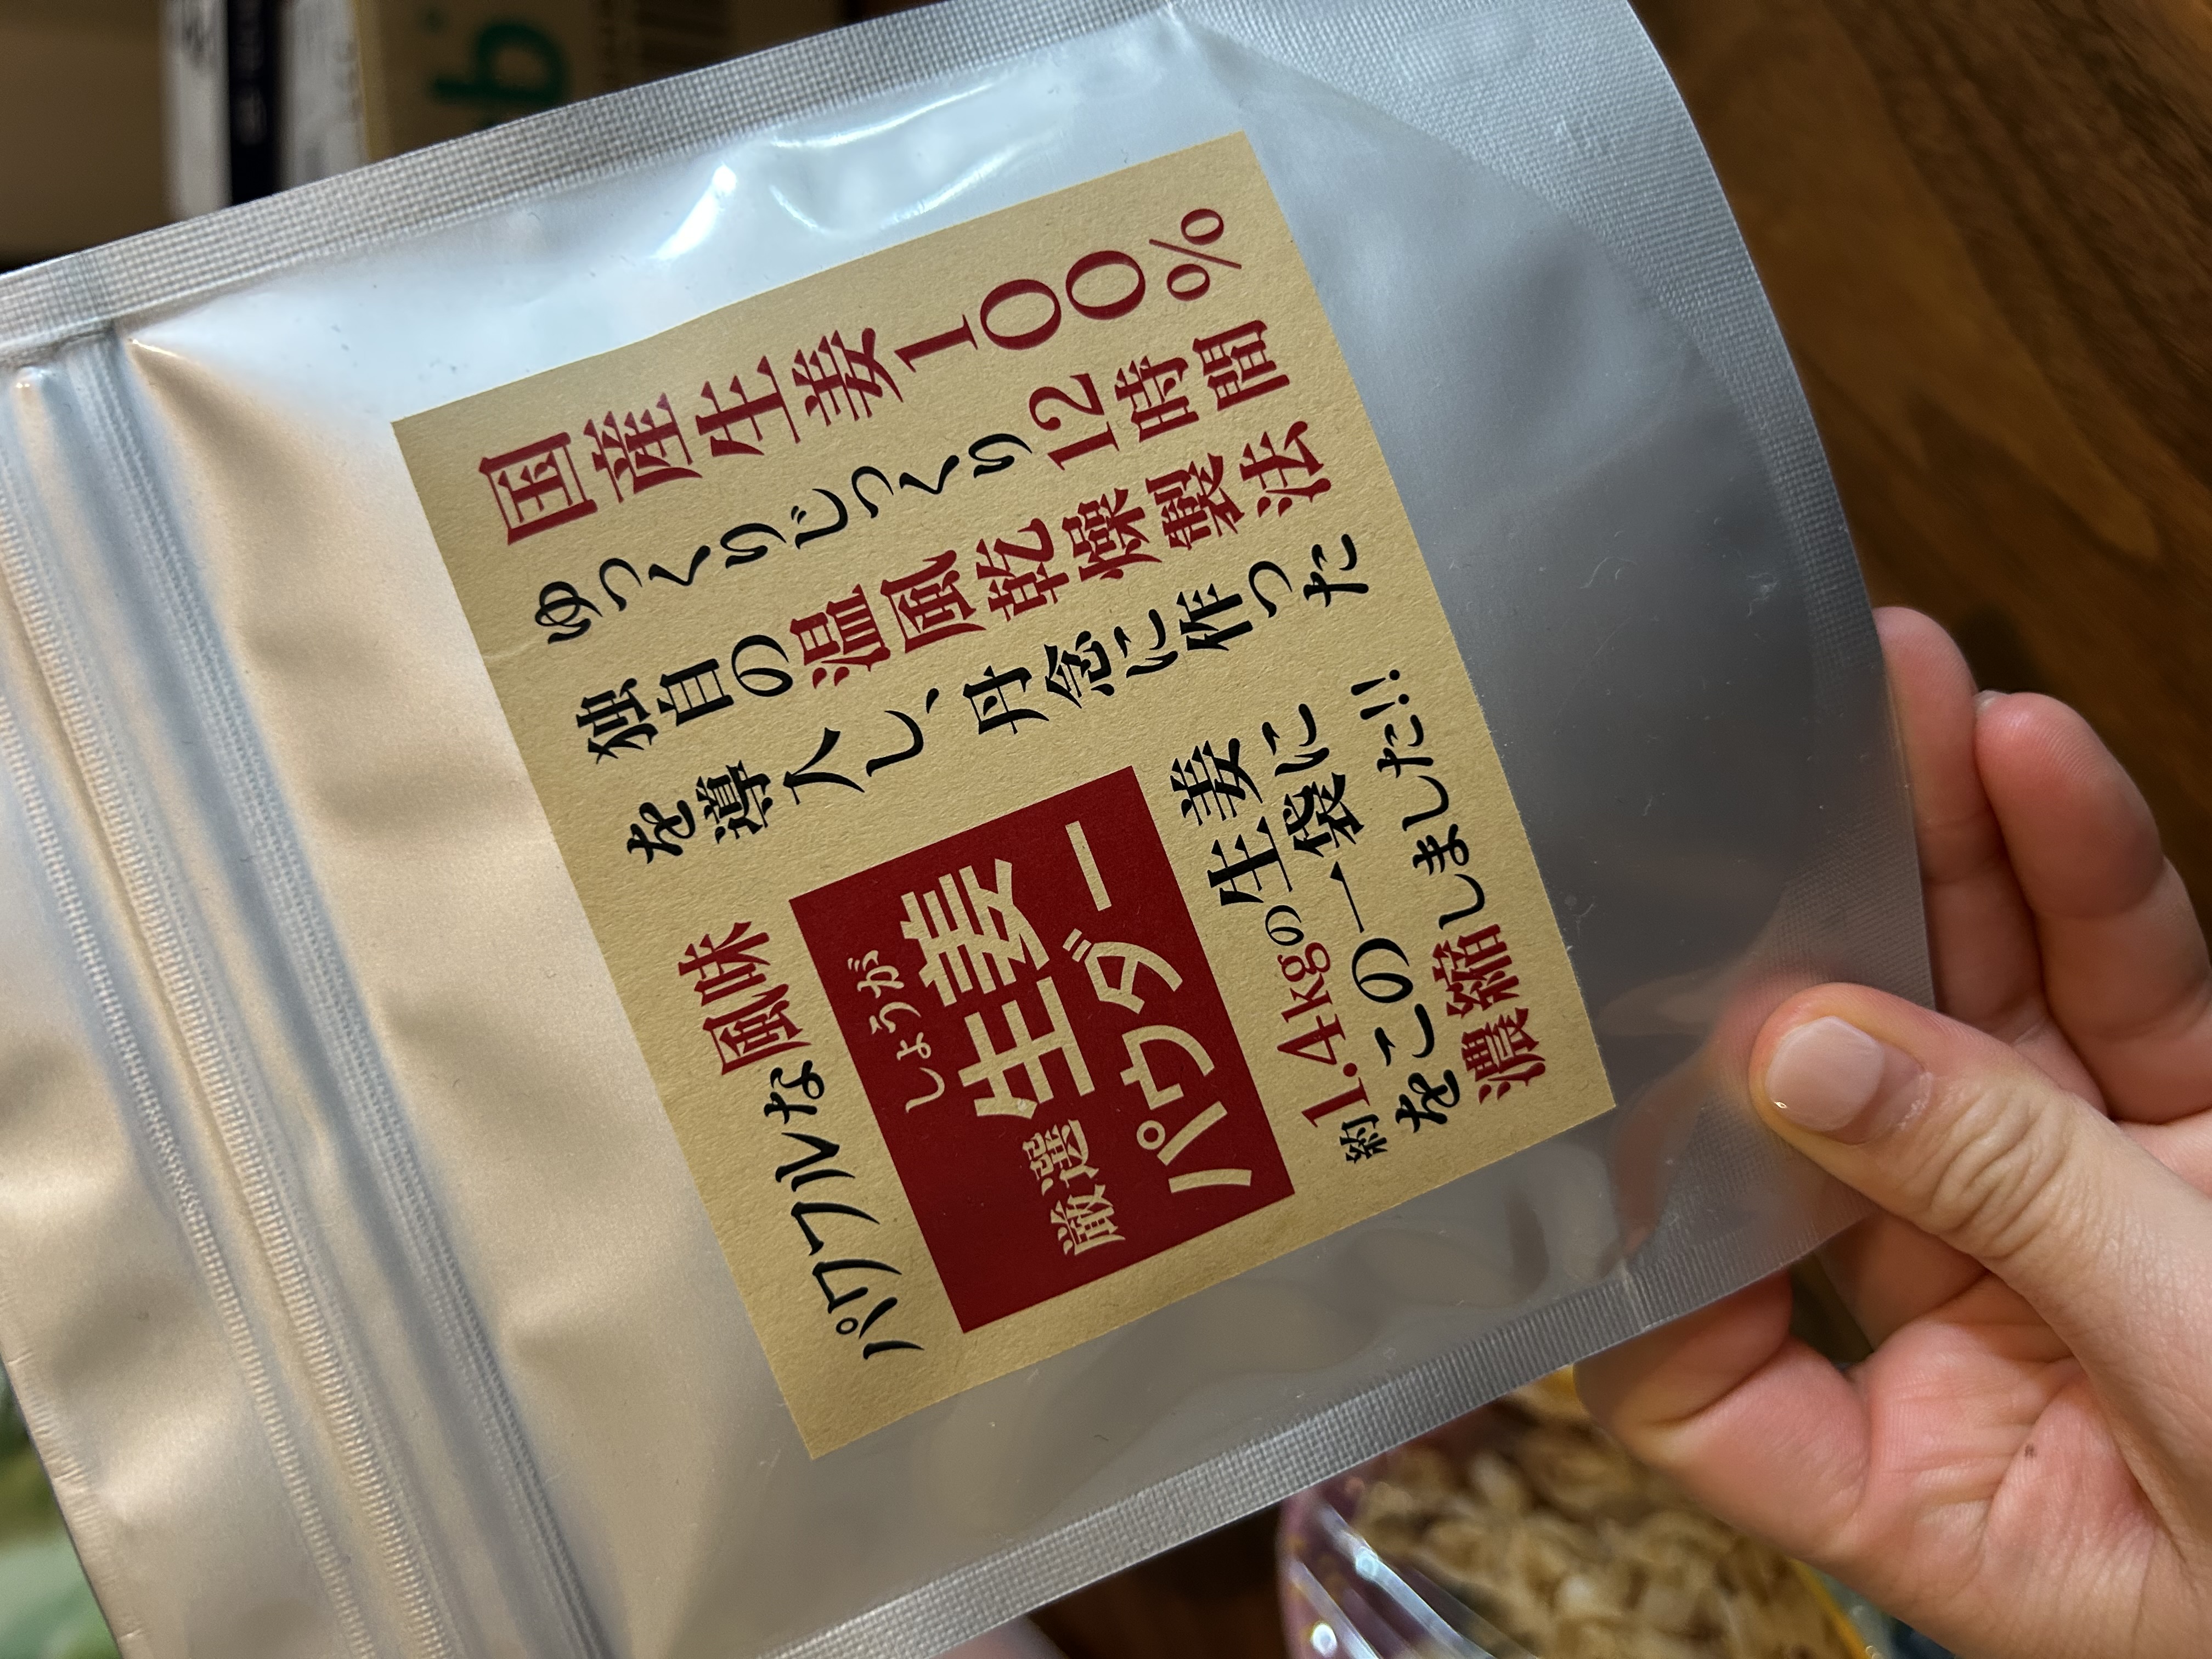 国産生姜100%
ゆっくりじっくり12時間
独自の温風乾燥製法
を導入し、丹念に作った
パワフルな風味
しょうが
厳選生姜
パウダー
約1.4kgの生姜
をこの一袋に
濃縮しました!!
b